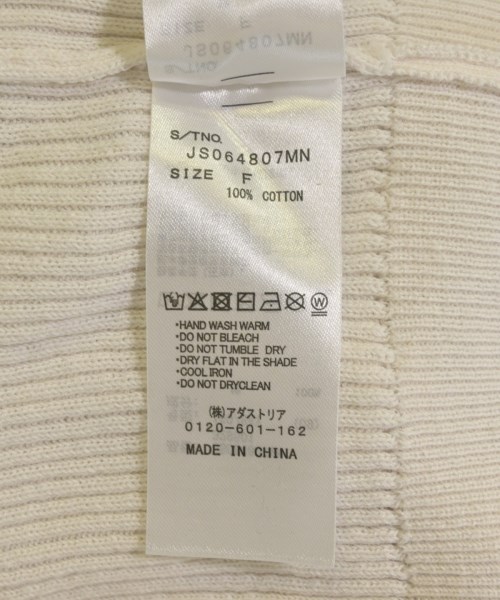 S/TNO.
JS064807MN
SIZE F
100% COTTON
・HAND WASH WARM
・DO NOT BLEACH
・DO NOT TUMBLE DRY
・DRY FLAT IN THE SHADE
・COOL IRON
・DO NOT DRYCLEAN
(株)アダストリア
0120-601-162
MADE IN CHINA